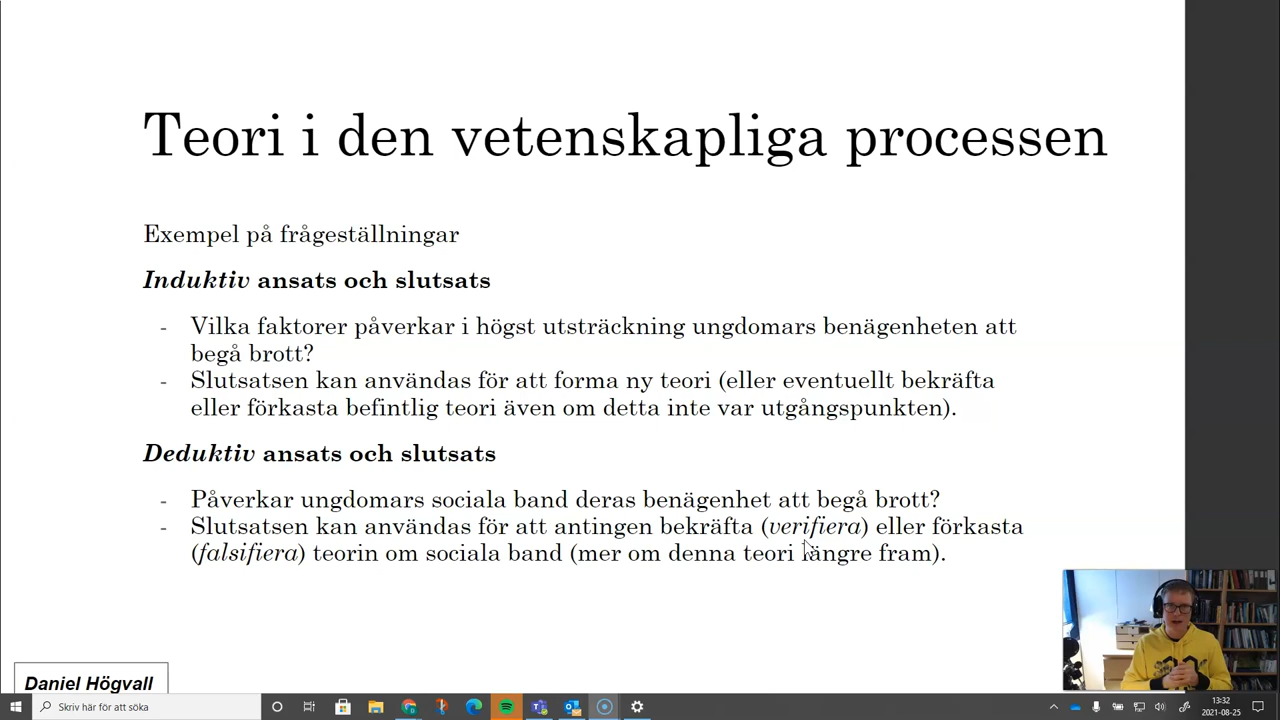 Teori i den vetenskapliga processen
Exempel på frågeställningar
Induktiv ansats och slutsats
- Vilka faktorer påverkar i högst utsträckning ungdomars benägenheten att
begå brott?
- Slutsatsen kan användas för att forma ny teori (eller eventuellt bekräfta
eller förkasta befintlig teori även om detta inte var utgångspunkten).
Deduktiv ansats och slutsats
- Påverkar ungdomars sociala band deras benägenhet att begå brott?
- Slutsatsen kan användas för att antingen bekräfta (verifiera) eller förkasta
(falsifiera) teorin om sociala band (mer om denna teori längre fram).
Daniel Högvall
Skriv här för att söka
13:32
2021-08-25